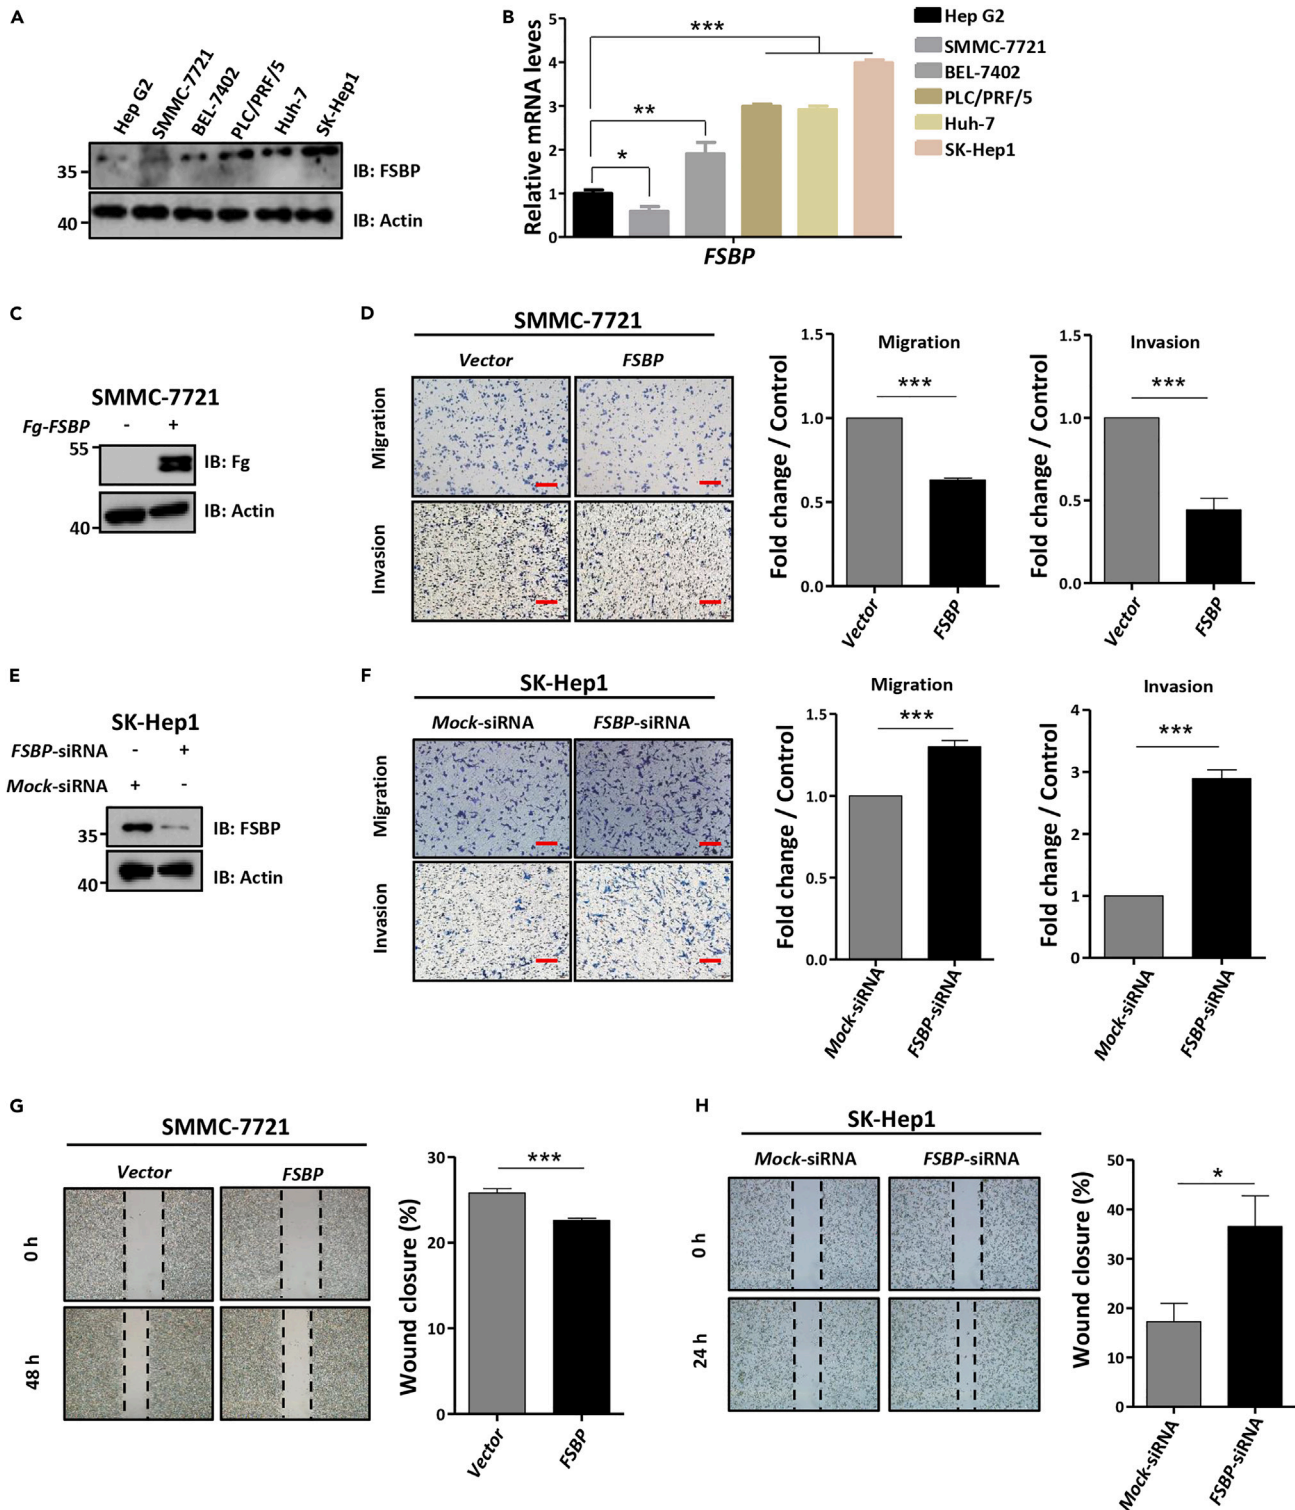 A
Hep G2
SMMC-7721
BEL-7402
PLC/PRF/5
Huh-7
SK-Hep1
35
IB: FSBP
40
IB: Actin
B
Relative mRNA leves
5
4
3
2
1
0
***
**
*
FSBP
Hep G2
SMMC-7721
BEL-7402
PLC/PRF/5
Huh-7
SK-Hep1
C
SMMC-7721
Fg-FSBP - +
55
IB: Fg
IB: Actin
40
D
SMMC-7721
Vector FSBP
Migration
Invasion
Fold change / Control
1.5
1.0
0.5
0.0
Migration
***
Vector
FSBP
Fold change / Control
1.5
1.0
0.5
0.0
Invasion
***
Vector
FSBP
E
SK-Hep1
FSBP-siRNA - +
Mock-siRNA + -
35
IB: FSBP
40
IB: Actin
F
SK-Hep1
Mock-siRNA FSBP-siRNA
Migration
Invasion
Migration
Fold change / Control
1.5
1.0
0.5
0.0
***
Mock-siRNA
FSBP-siRNA
Invasion
Fold change / Control
4
3
2
1
0
***
Mock-siRNA
FSBP-siRNA
G
SMMC-7721
Vector FSBP
0 h
48 h
Wound closure (%)
30
20
10
0
***
Vector
FSBP
H
SK-Hep1
Mock-siRNA FSBP-siRNA
0 h
24 h
Wound closure (%)
50
40
30
20
10
0
*
Mock-siRNA
FSBP-siRNA